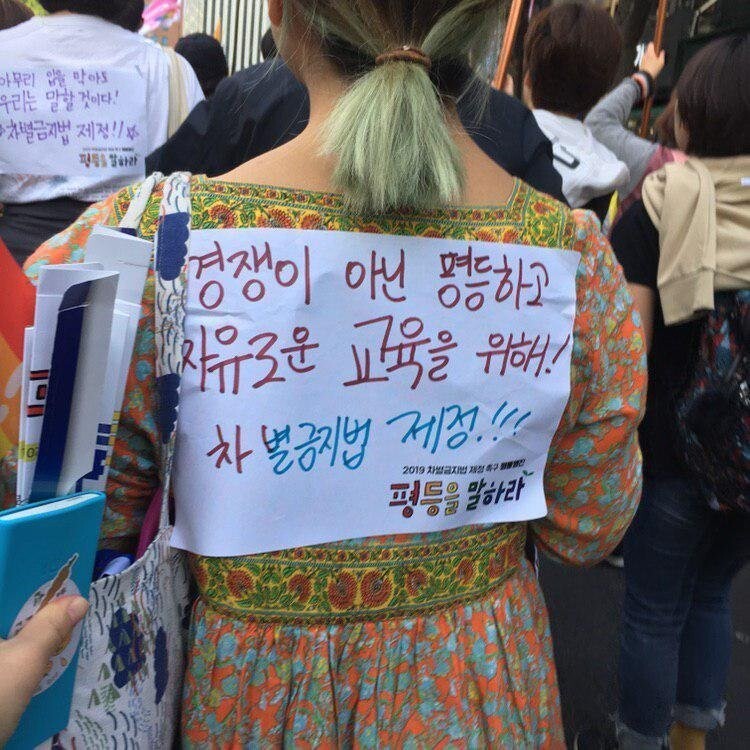 아무리 입을 막아도
우리는 말할 것이다!
차별금지법 제정!!
평등을 말하라
경쟁이 아닌 평등하고
자유로운 교육을 위해!
차별금지법 제정!!!
2019 차별금지법 제정 촉구 평등행진
평등을 말하라